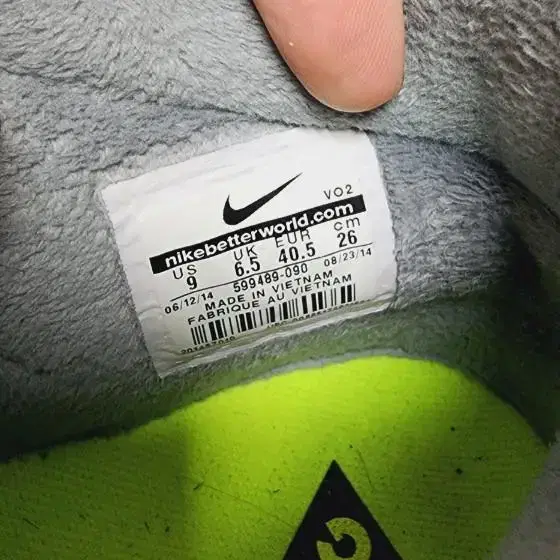 VO2
nikebetterworld.com
US UK EUR cm
9 6.5 40.5 26
06/12/14 599489-090 08/23/14
MADE IN VIETNAM
FABRIQUE AU VIETNAM